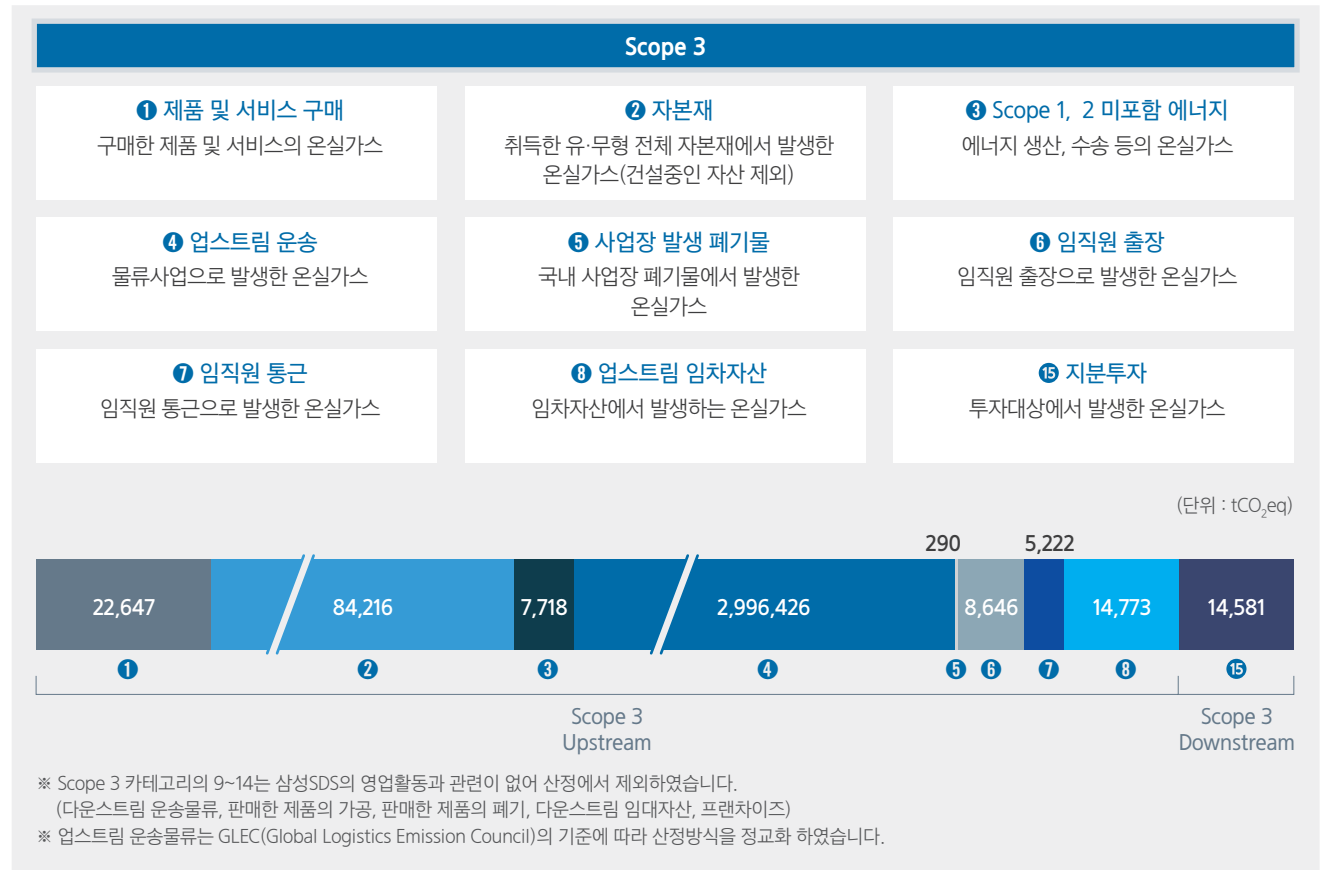 Scope 3
❶ 제품 및 서비스 구매
구매한 제품 및 서비스의 온실가스
❷ 자본재
취득한 유·무형 전체 자본재에서 발생한
온실가스(건설중인 자산 제외)
❸ Scope 1, 2 미포함 에너지
에너지 생산, 수송 등의 온실가스
❹ 업스트림 운송
물류사업으로 발생한 온실가스
❺ 사업장 발생 폐기물
국내 사업장 폐기물에서 발생한
온실가스
❻ 임직원 출장
임직원 출장으로 발생한 온실가스
❼ 임직원 통근
임직원 통근으로 발생한 온실가스
❽ 업스트림 임차자산
임차자산에서 발생하는 온실가스
⓯ 지분투자
투자대상에서 발생한 온실가스
(단위 : tCO₂eq)
290 5,222
22,647 84,216 7,718 2,996,426 8,646 14,773 14,581
❶ ❷ ❸ ❹ ❺ ❻ ❼ ❽ ⓯
Scope 3
Upstream
Scope 3
Downstream
※ Scope 3 카테고리의 9~14는 삼성SDS의 영업활동과 관련이 없어 산정에서 제외하였습니다.
(다운스트림 운송물류, 판매한 제품의 가공, 판매한 제품의 폐기, 다운스트림 임대자산, 프랜차이즈)
※ 업스트림 운송물류는 GLEC(Global Logistics Emission Council)의 기준에 따라 산정방식을 정교화 하였습니다.